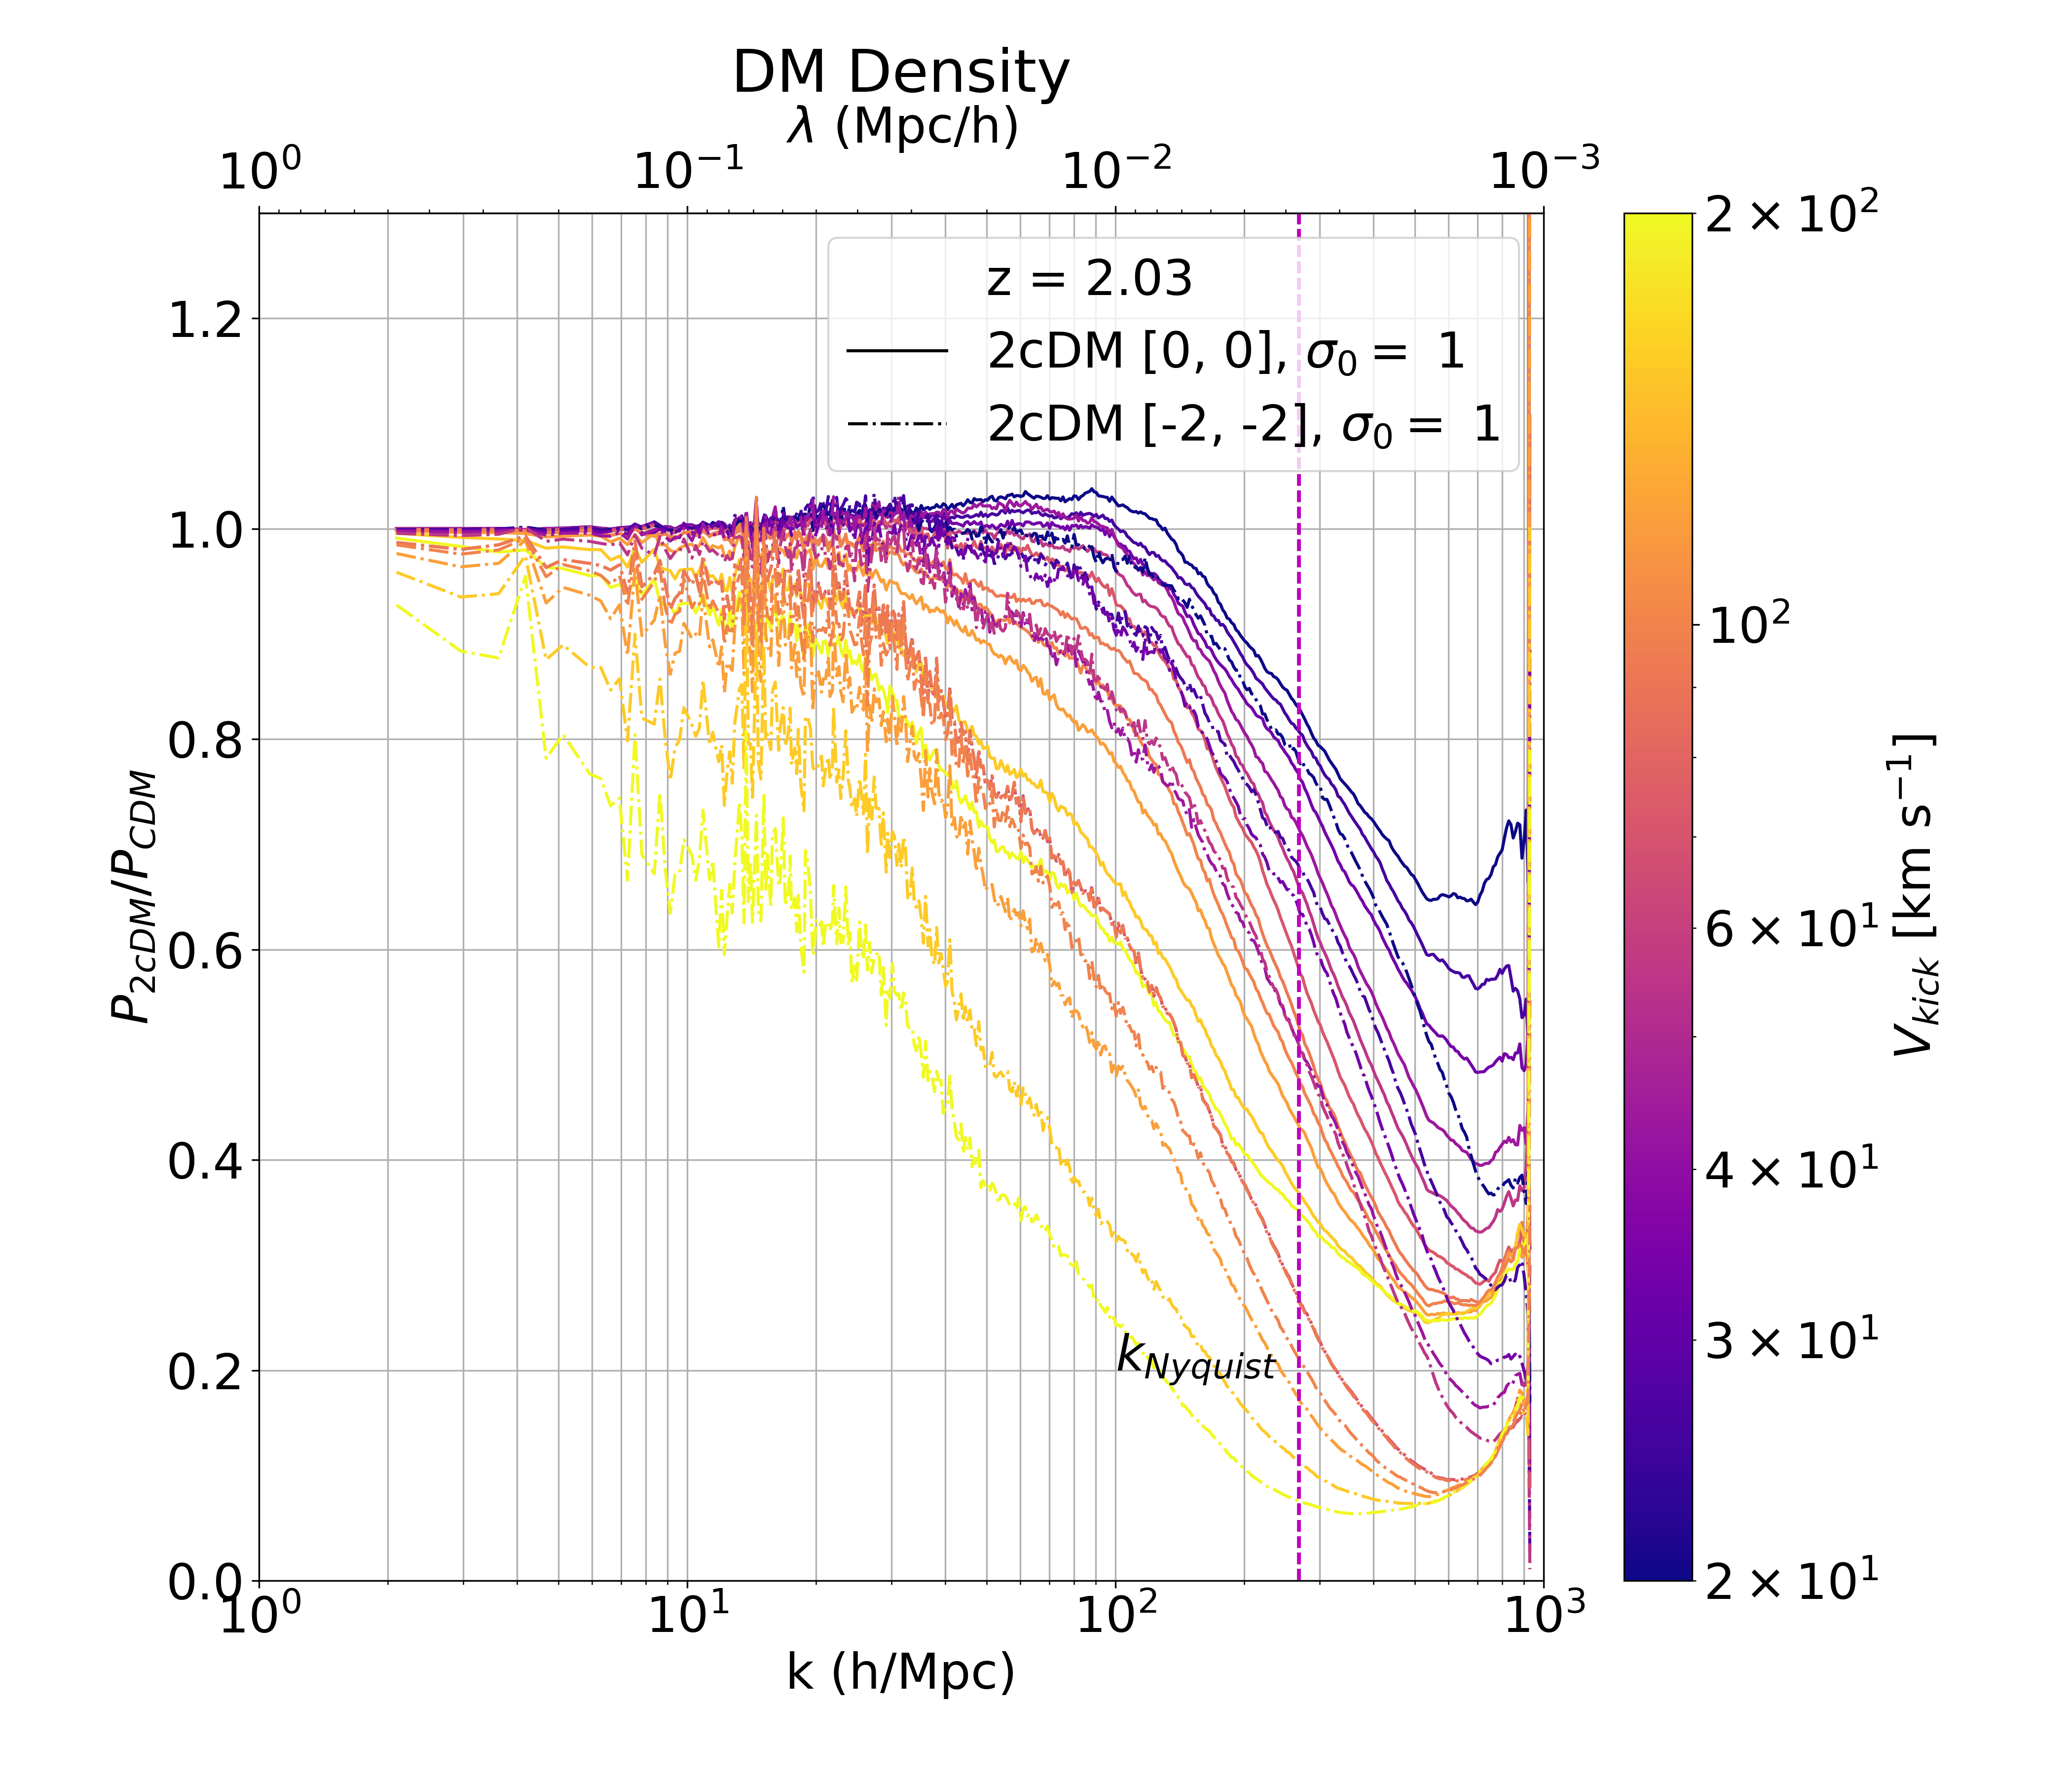 DM Density
λ (Mpc/h)
10⁰ 10⁻¹ 10⁻² 10⁻³
z = 2.03
2cDM [0, 0], σ₀ = 1
2cDM [-2, -2], σ₀ = 1
1.2
1.0
0.8
0.6
0.4
0.2
0.0
P₂cDM/PCDM
kNyquist
10⁰ 10¹ 10² 10³
k (h/Mpc)
2 × 10²
10²
6 × 10¹
4 × 10¹
3 × 10¹
2 × 10¹
Vkick [km s⁻¹]